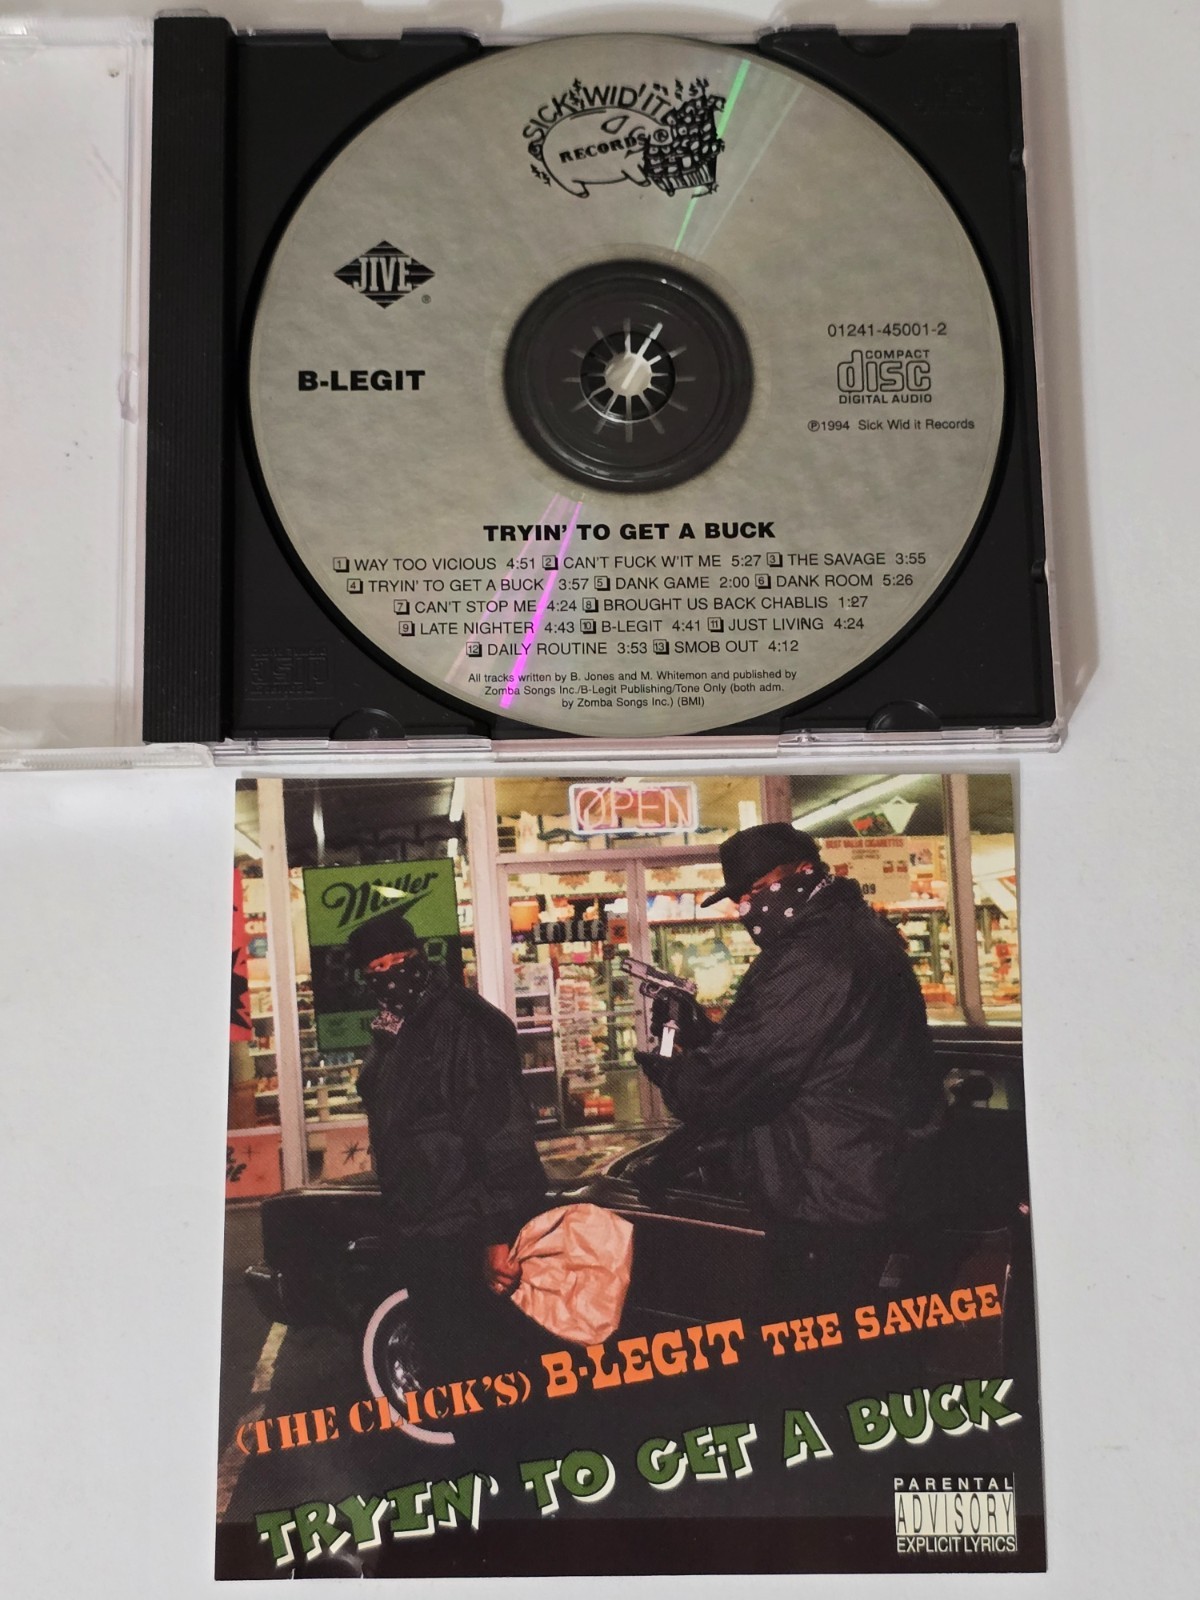 SICK WID' IT
RECORDS ®
JIVE ®
B-LEGIT
01241-45001-2
COMPACT
disc
DIGITAL AUDIO
℗1994 Sick Wid it Records
TRYIN' TO GET A BUCK
1 WAY TOO VICIOUS 4:51 2 CAN'T FUCK W'IT ME 5:27 3 THE SAVAGE 3:55
4 TRYIN' TO GET A BUCK 3:57 5 DANK GAME 2:00 6 DANK ROOM 5:26
7 CAN'T STOP ME 4:24 8 BROUGHT US BACK CHABLIS 1:27
9 LATE NIGHTER 4:43 10 B-LEGIT 4:41 11 JUST LIVING 4:24
12 DAILY ROUTINE 3:53 13 SMOB OUT 4:12
All tracks written by B. Jones and M. Whitemon and published by
Zomba Songs Inc./B-Legit Publishing/Tone Only (both adm.
by Zomba Songs Inc.) (BMI)
OPEN
Miller
BEST VALUE CIGARETTES
(THE CLICK'S) B-LEGIT THE SAVAGE
TRYIN' TO GET A BUCK
PARENTAL
ADVISORY
EXPLICIT LYRICS